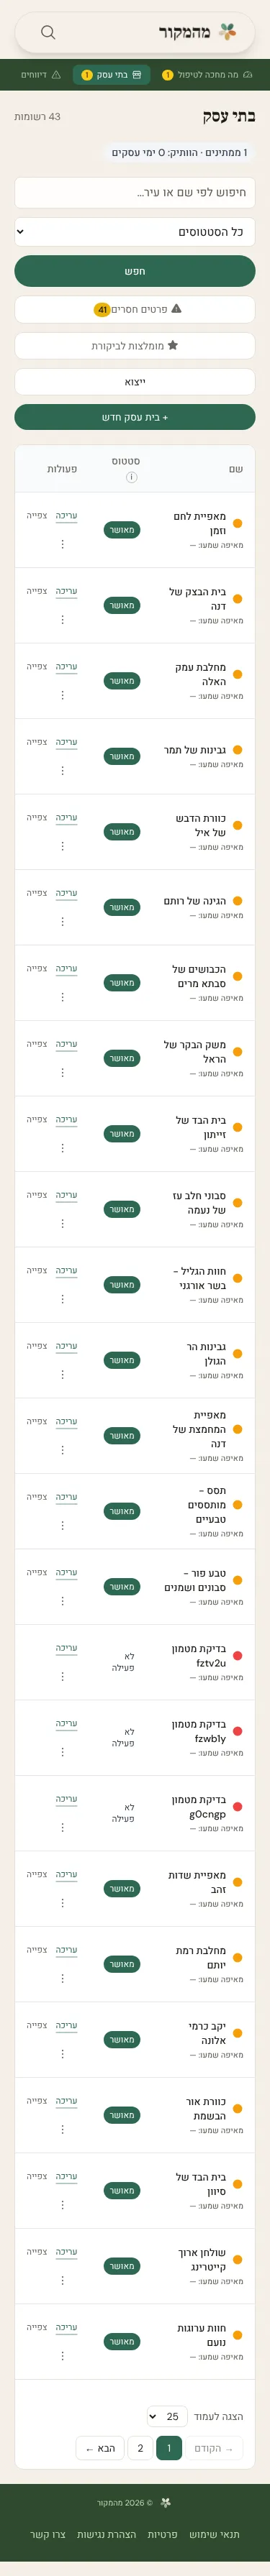 מהמקור
מה מחכה לטיפול 1
בתי עסק 1
דיווחים
בתי עסק
43 רשומות
1 ממתינים · הוותיק: 0 ימי עסקים
חיפוש לפי שם או עיר...
כל הסטטוסים
חפש
פרטים חסרים 41
מומלצות לביקורת
ייצוא
+ בית עסק חדש
שם סטטוס פעולות
i
מאפיית לחם וזמן
מאיפה שמעו: —
מאושר עריכה צפייה
בית הבצק של דנה
מאיפה שמעו: —
מאושר עריכה צפייה
מחלבת עמק האלה
מאיפה שמעו: —
מאושר עריכה צפייה
גבינות של תמר
מאיפה שמעו: —
מאושר עריכה צפייה
כוורת הדבש של איל
מאיפה שמעו: —
מאושר עריכה צפייה
הגינה של רותם
מאיפה שמעו: —
מאושר עריכה צפייה
הכבושים של סבתא מרים
מאיפה שמעו: —
מאושר עריכה צפייה
משק הבקר של הראל
מאיפה שמעו: —
מאושר עריכה צפייה
בית הבד של זייתון
מאיפה שמעו: —
מאושר עריכה צפייה
סבוני חלב עז של נעמה
מאיפה שמעו: —
מאושר עריכה צפייה
חוות הגליל – בשר אורגני
מאיפה שמעו: —
מאושר עריכה צפייה
גבינות הר הגולן
מאיפה שמעו: —
מאושר עריכה צפייה
מאפיית המחמצת של דנה
מאיפה שמעו: —
מאושר עריכה צפייה
תסס – מותססים טבעיים
מאיפה שמעו: —
מאושר עריכה צפייה
טבע פור – סבונים ושמנים
מאיפה שמעו: —
מאושר עריכה צפייה
בדיקת מטמון fztv2u
מאיפה שמעו: —
לא פעילה עריכה
בדיקת מטמון fzwb1y
מאיפה שמעו: —
לא פעילה עריכה
בדיקת מטמון g0cngp
מאיפה שמעו: —
לא פעילה עריכה
מאפיית שדות זהב
מאיפה שמעו: —
מאושר עריכה צפייה
מחלבת רמת יותם
מאיפה שמעו: —
מאושר עריכה צפייה
יקב כרמי אלונה
מאיפה שמעו: —
מאושר עריכה צפייה
כוורת אור הבשמת
מאיפה שמעו: —
מאושר עריכה צפייה
בית הבד של סיוון
מאיפה שמעו: —
מאושר עריכה צפייה
שולחן ארוך קייטרינג
מאיפה שמעו: —
מאושר עריכה צפייה
חוות ערוגות נועם
מאיפה שמעו: —
מאושר עריכה צפייה
הצגה לעמוד 25
→ הקודם 1 2 הבא ←
© 2026 מהמקור
תנאי שימוש פרטיות הצהרת נגישות צרו קשר